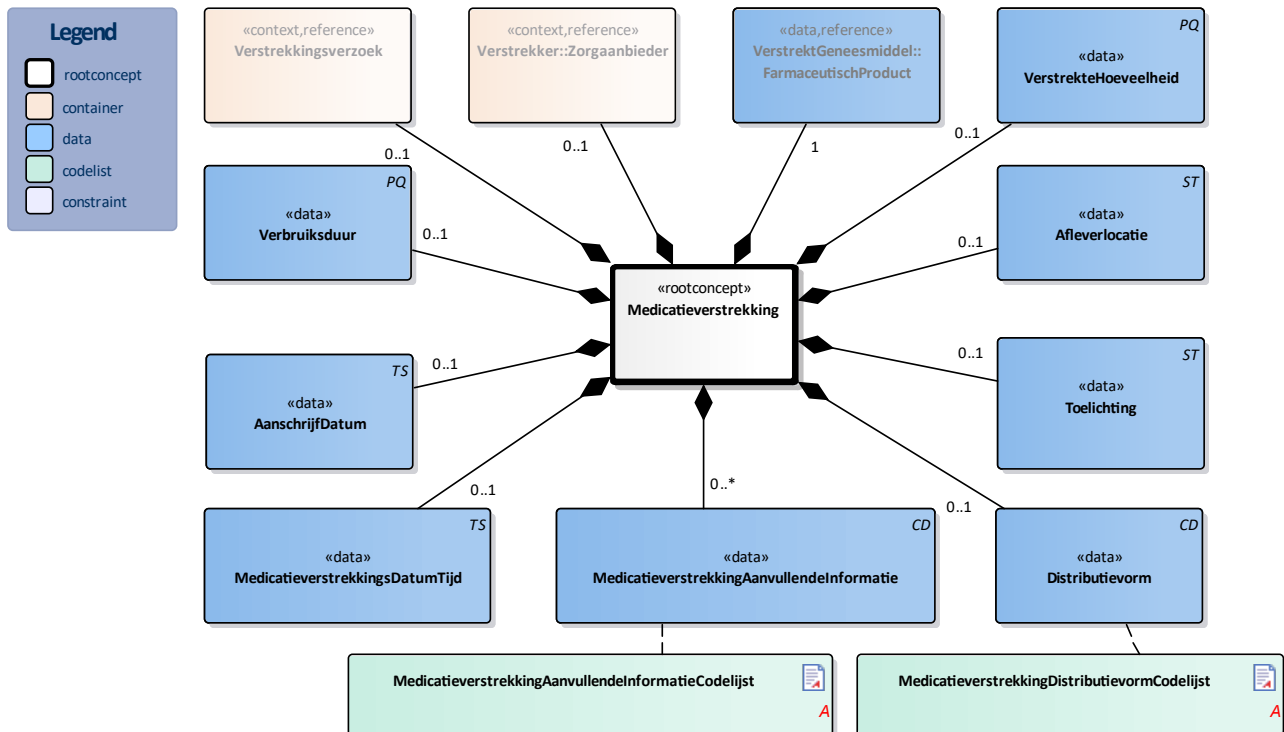 Legend
rootconcept
container
data
codelist
constraint
«context,reference»
Verstrekkingsverzoek
«context,reference»
Verstrekker::Zorgaanbieder
«data,reference»
VerstrektGeneesmiddel::
FarmaceutischProduct
PQ
«data»
VerstrekteHoeveelheid
0..1
0..1
1
0..1
PQ
«data»
Verbruiksduur
0..1
ST
«data»
Afleverlocatie
0..1
«rootconcept»
Medicatieverstrekking
TS
«data»
AanschrijfDatum
0..1
ST
«data»
Toelichting
0..1
0..1
0..*
0..1
TS
«data»
MedicatieverstrekkingsDatumTijd
CD
«data»
MedicatieverstrekkingAanvullendeInformatie
CD
«data»
Distributievorm
MedicatieverstrekkingAanvullendeInformatieCodelijst
A
MedicatieverstrekkingDistributievormCodelijst
A